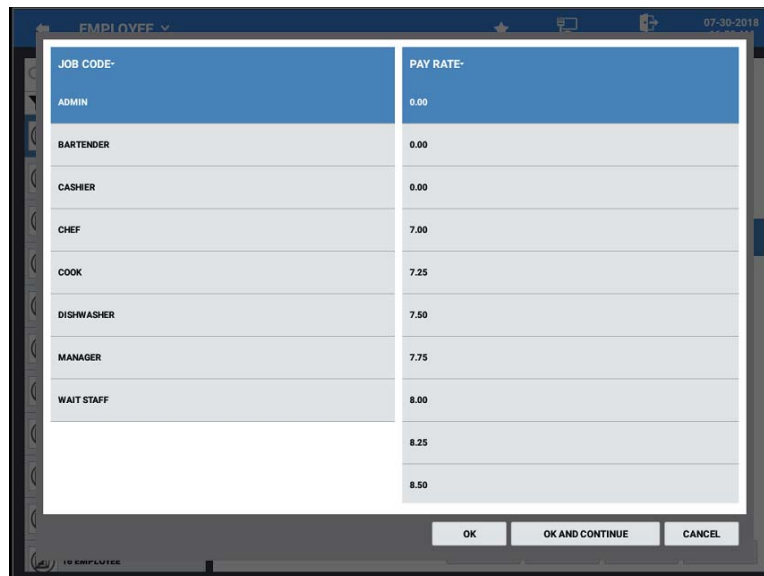 EMPLOYEE
07-30-2018
JOB CODE
PAY RATE
ADMIN
0.00
BARTENDER
0.00
CASHIER
0.00
CHEF
7.00
COOK
7.25
DISHWASHER
7.50
MANAGER
7.75
WAIT STAFF
8.00
8.25
8.50
OK
OK AND CONTINUE
CANCEL
16 EMPLOYEE